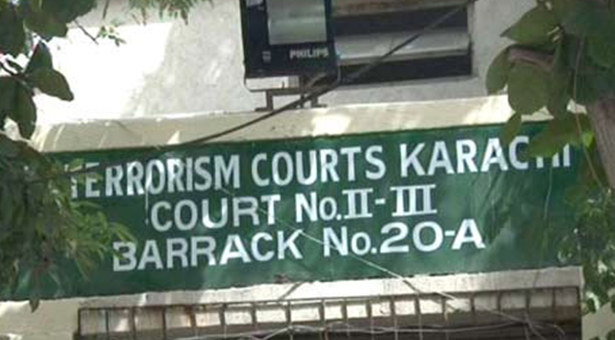 PHILIPS
TERRORISM COURTS KARACHI
COURT No.II-III
BARRACK No.20-A